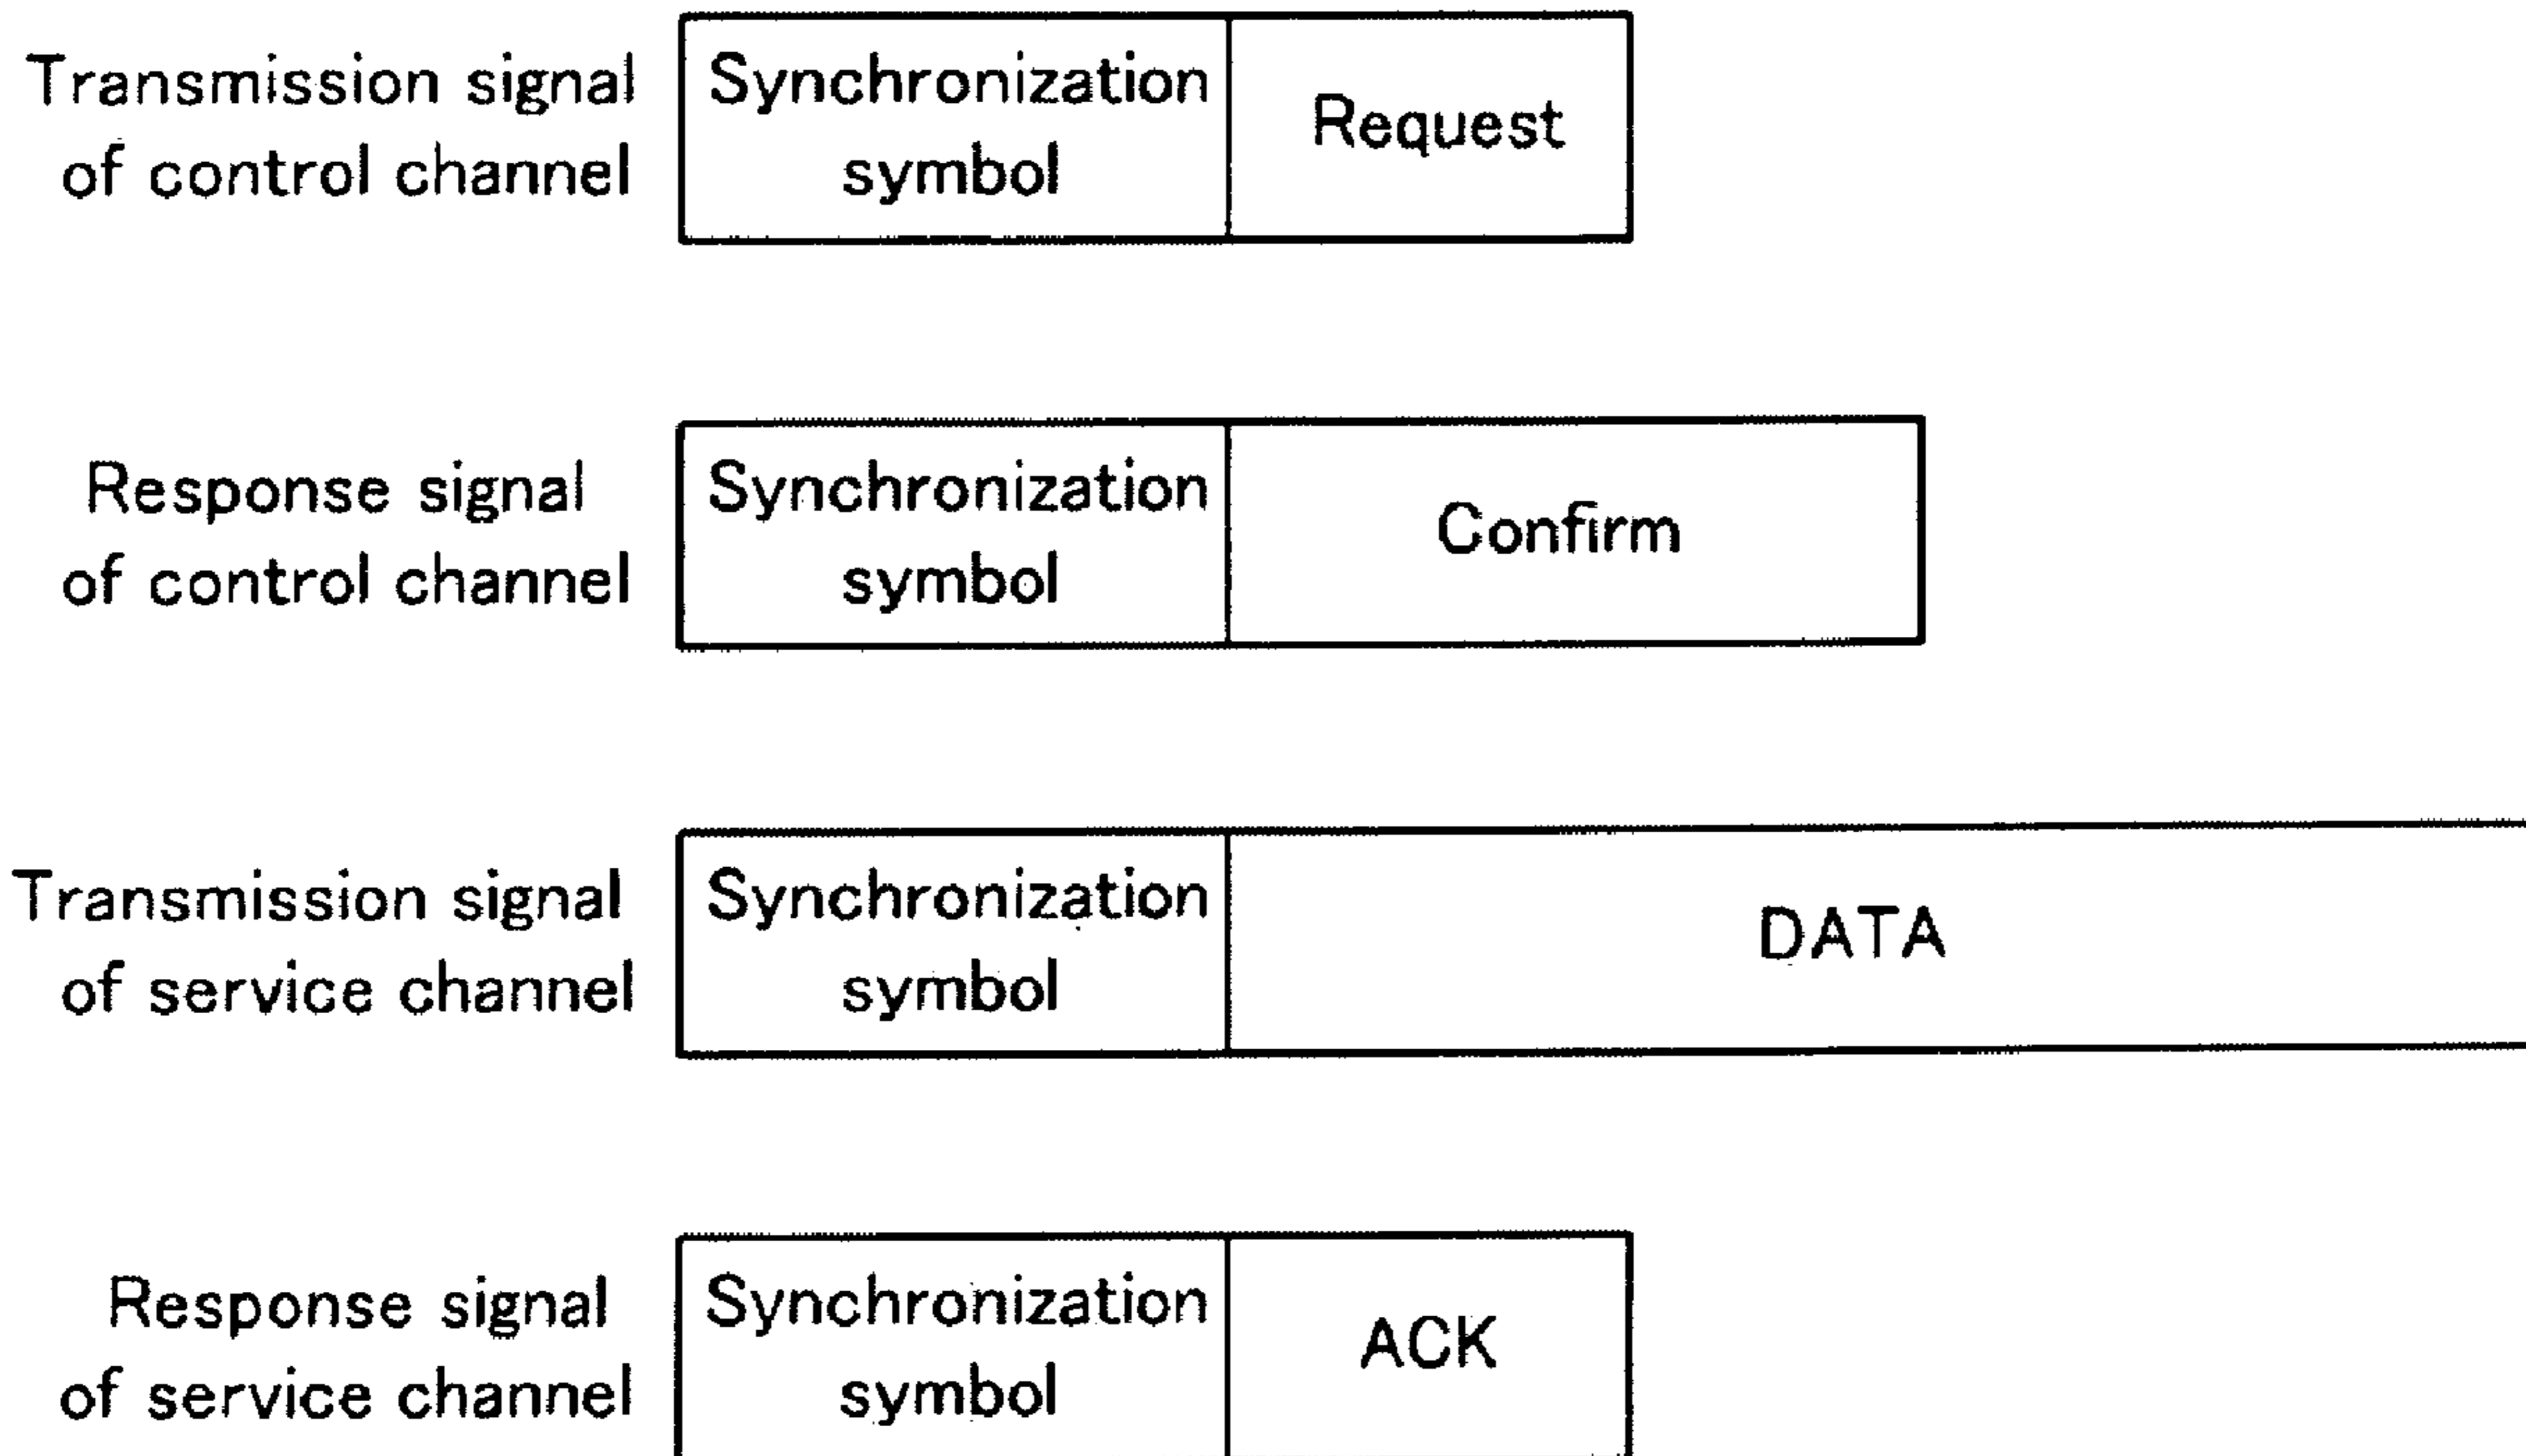 Transmission signal
of control channel
Synchronization
symbol
Request
Response signal
of control channel
Synchronization
symbol
Confirm
Transmission signal
of service channel
Synchronization
symbol
DATA
Response signal
of service channel
Synchronization
symbol
ACK